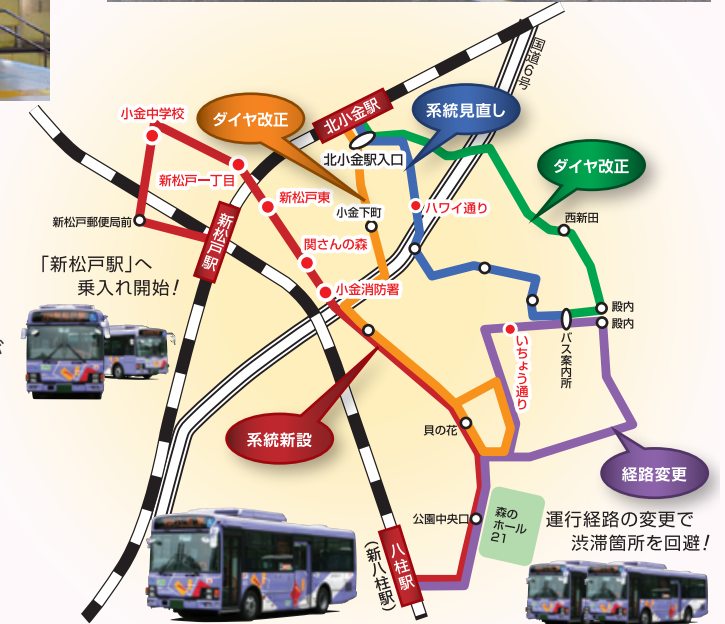 国道6号
小金中学校
ダイヤ改正
北小金駅
系統見直し
北小金駅入口
ダイヤ改正
新松戸一丁目
新松戸東
小金下町
ハワイ通り
西新田
新松戸郵便局前
新松戸駅
関さんの森
「新松戸駅」へ
乗入れ開始!
小金消防署
殿内
殿内
バス案内所
いちょう通り
系統新設
貝の花
経路変更
公園中央口
森の
ホール
21
運行経路の変更で
渋滞箇所を回避!
八柱駅
(新八柱駅)